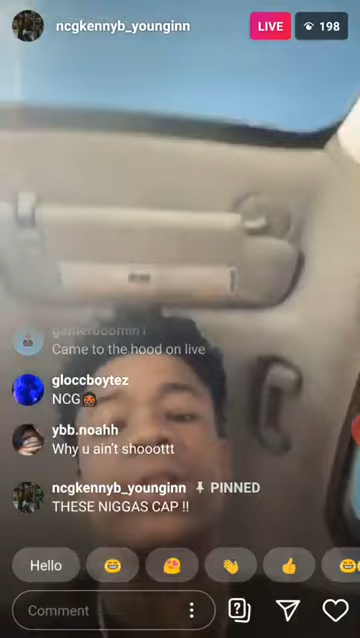 ncgkennyb_younginn
LIVE
198
gameroomin1
Came to the hood on live
gloccboytez
NCG
ybb.noahh
Why u ain't shooottt
ncgkennyb_younginn PINNED
THESE NIGGAS CAP !!
Hello
Comment